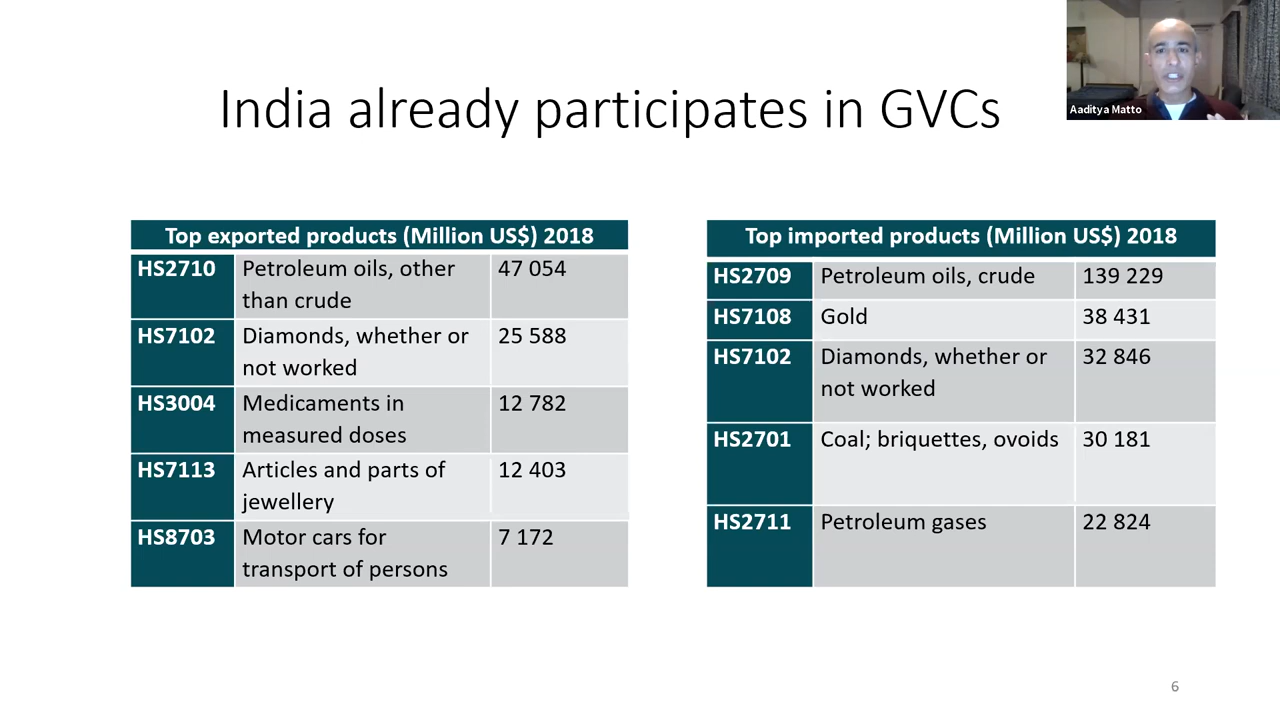 India already participates in GVCs
Aaditya Matto
Top exported products (Million US$) 2018
HS2710 Petroleum oils, other 47 054
than crude
HS7102 Diamonds, whether or 25 588
not worked
HS3004 Medicaments in 12 782
measured doses
HS7113 Articles and parts of 12 403
jewellery
HS8703 Motor cars for 7 172
transport of persons
Top imported products (Million US$) 2018
HS2709 Petroleum oils, crude 139 229
HS7108 Gold 38 431
HS7102 Diamonds, whether or 32 846
not worked
HS2701 Coal; briquettes, ovoids 30 181
HS2711 Petroleum gases 22 824
6